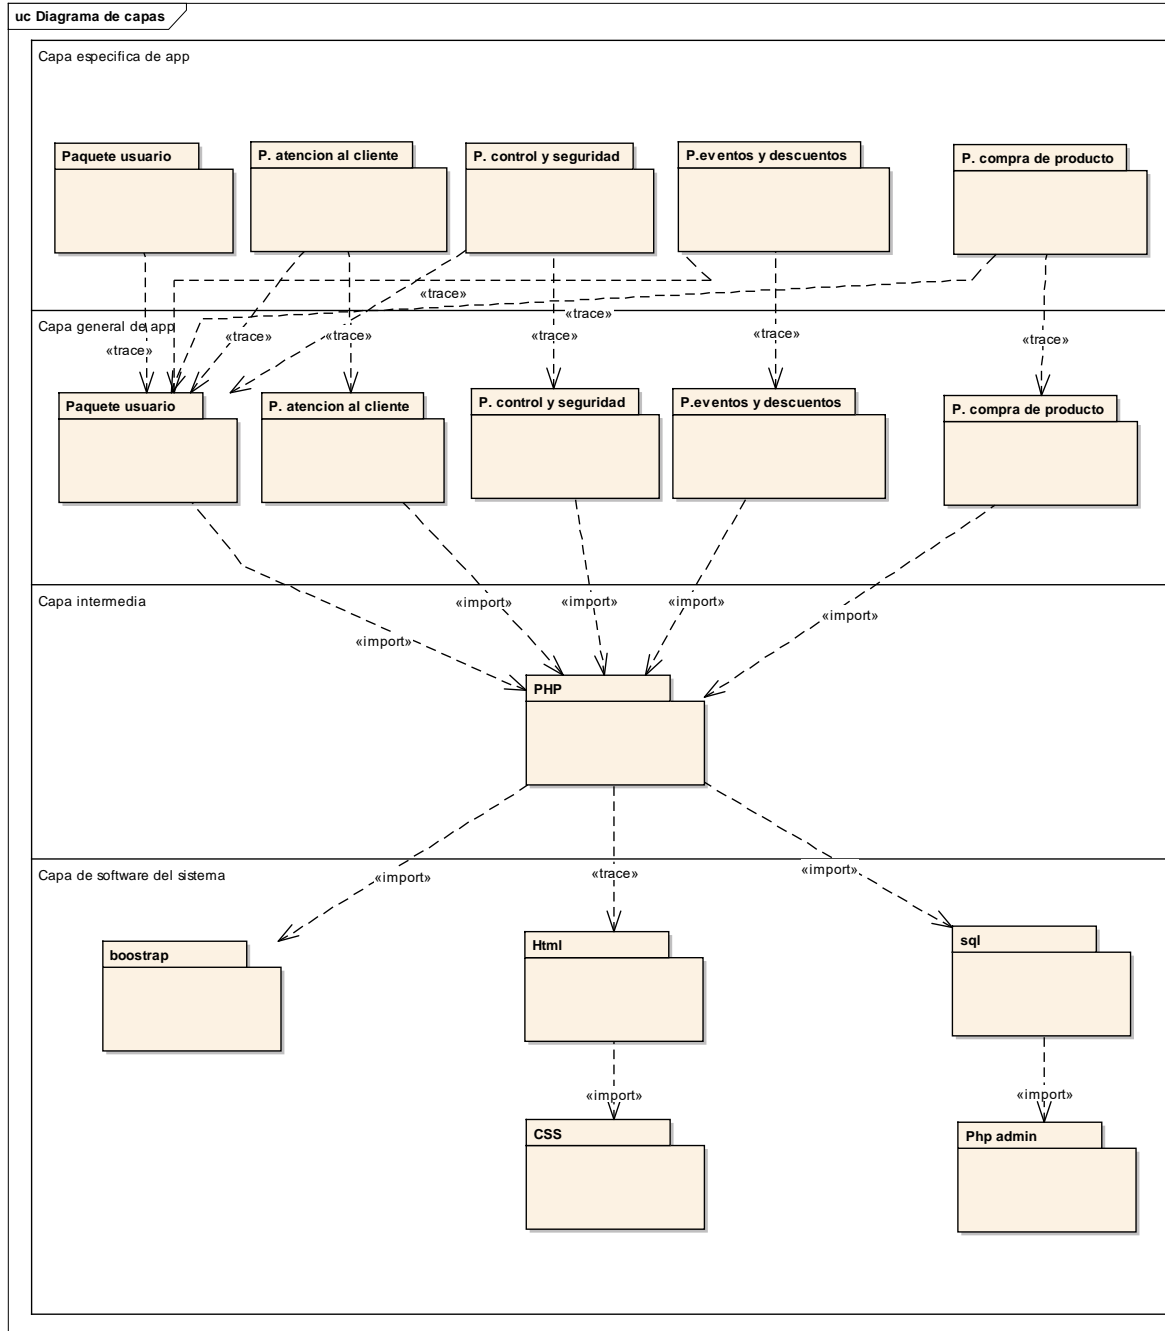 uc Diagrama de capas
Capa especifica de app
Paquete usuario
P. atencion al cliente
P. control y seguridad
P.eventos y descuentos
P. compra de producto
«trace»
Capa general de app
«trace»
«trace»
«trace»
«trace»
«trace»
«trace»
«trace»
«trace»
Paquete usuario
P. atencion al cliente
P. control y seguridad
P.eventos y descuentos
P. compra de producto
Capa intermedia
«import»
«import»
«import»
«import»
«import»
PHP
Capa de software del sistema
«import»
«trace»
«import»
boostrap
Html
sql
«import»
«import»
CSS
Php admin